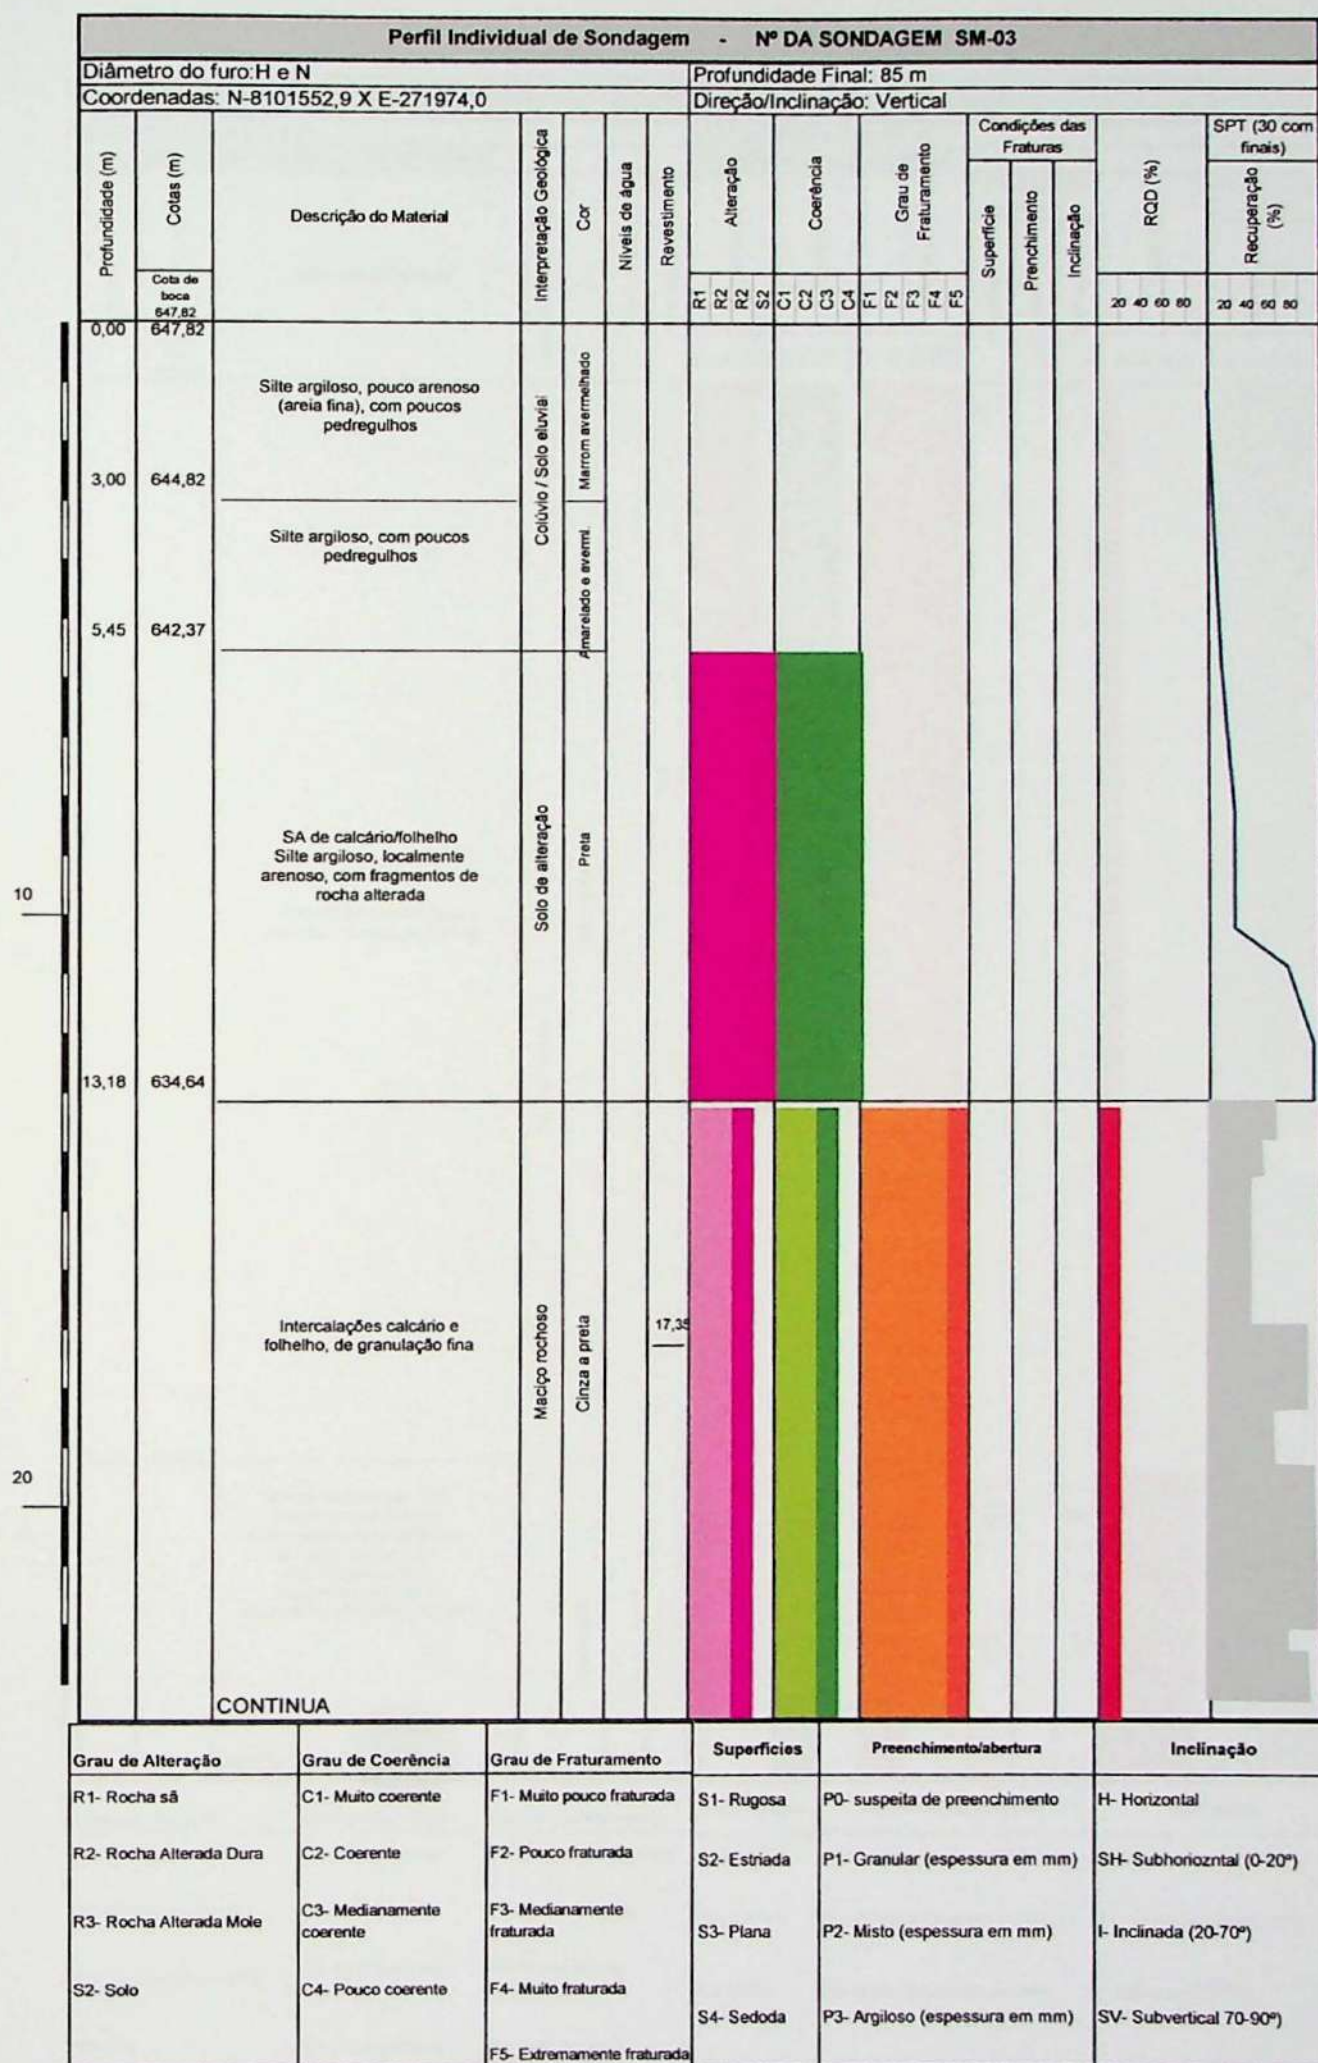 Perfil Individual de Sondagem - Nº DA SONDAGEM SM-03
Diâmetro do furo:H e N
Profundidade Final: 85 m
Coordenadas: N-8101552,9 X E-271974,0
Direção/Inclinação: Vertical
Profundidade (m)
Cotas (m)
Cota de
boca
647,82
Descrição do Material
Interpretação Geológica
Cor
Níveis de água
Revestimento
Alteração
R1 R2 R2 S2
Coerência
C1 C2 C3 C4
Grau de
Fraturamento
F1 F2 F3 F4 F5
Condições das
Fraturas
Superfície
Prenchimento
Inclinação
RQD (%)
20 40 60 80
SPT (30 com
finais)
Recuperação
(%)
20 40 60 80
0,00 647,82
Silte argiloso, pouco arenoso
(areia fina), com poucos
pedregulhos
Colúvio / Solo eluvial
Marrom avermelhado
3,00 644,82
Silte argiloso, com poucos
pedregulhos
Amarelado e averml.
5,45 642,37
SA de calcário/folhelho
Silte argiloso, localmente
arenoso, com fragmentos de
rocha alterada
Solo de alteração
Preta
10
13,18 634,64
Intercalações calcário e
folhelho, de granulação fina
Maciço rochoso
Cinza a preta
17,35
20
CONTINUA
Grau de Alteração
R1- Rocha sã
R2- Rocha Alterada Dura
R3- Rocha Alterada Mole
S2- Solo
Grau de Coerência
C1- Muito coerente
C2- Coerente
C3- Medianamente
coerente
C4- Pouco coerente
Grau de Fraturamento
F1- Muito pouco fraturada
F2- Pouco fraturada
F3- Medianamente
fraturada
F4- Muito fraturada
F5- Extremamente fraturada
Superficies
S1- Rugosa
S2- Estriada
S3- Plana
S4- Sedoda
Preenchimento/abertura
P0- suspeita de preenchimento
P1- Granular (espessura em mm)
P2- Misto (espessura em mm)
P3- Argiloso (espessura em mm)
Inclinação
H- Horizontal
SH- Subhoriozntal (0-20º)
I- Inclinada (20-70º)
SV- Subvertical 70-90º)